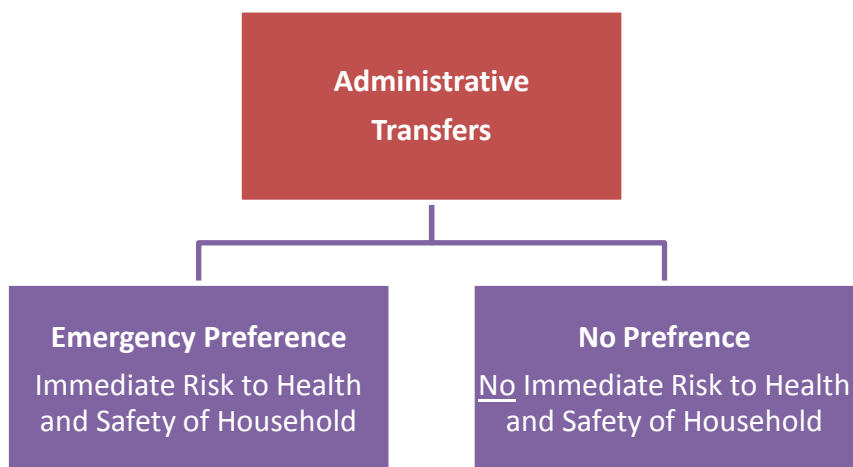 Administrative
Transfers
Emergency Preference
Immediate Risk to Health
and Safety of Household
No Prefrence
No Immediate Risk to Health
and Safety of Household